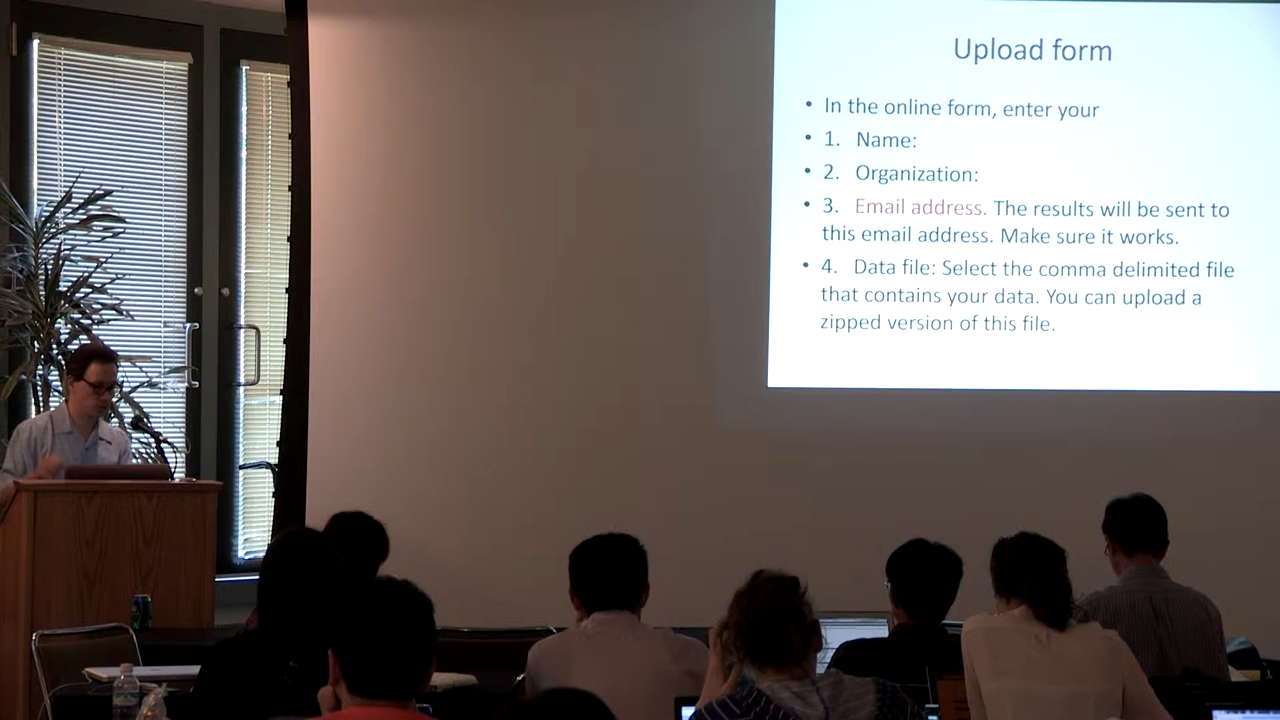 Upload form
• In the online form, enter your
• 1. Name:
• 2. Organization:
• 3. Email address. The results will be sent to
this email address. Make sure it works.
• 4. Data file: Select the comma delimited file
that contains your data. You can upload a
zipped version of this file.